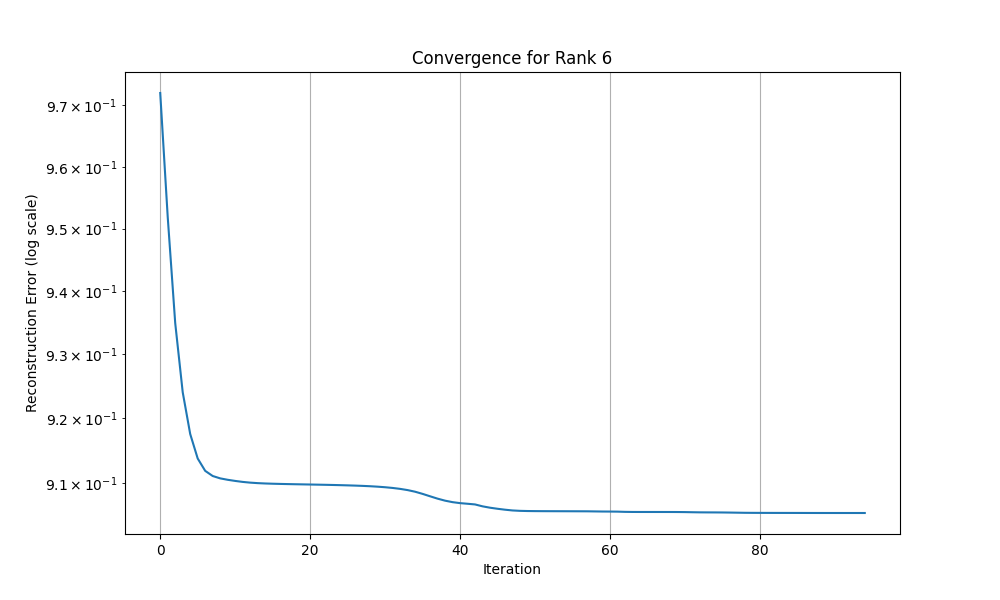 Convergence for Rank 6
Reconstruction Error (log scale)
9.7 × 10⁻¹
9.6 × 10⁻¹
9.5 × 10⁻¹
9.4 × 10⁻¹
9.3 × 10⁻¹
9.2 × 10⁻¹
9.1 × 10⁻¹
0 20 40 60 80
Iteration